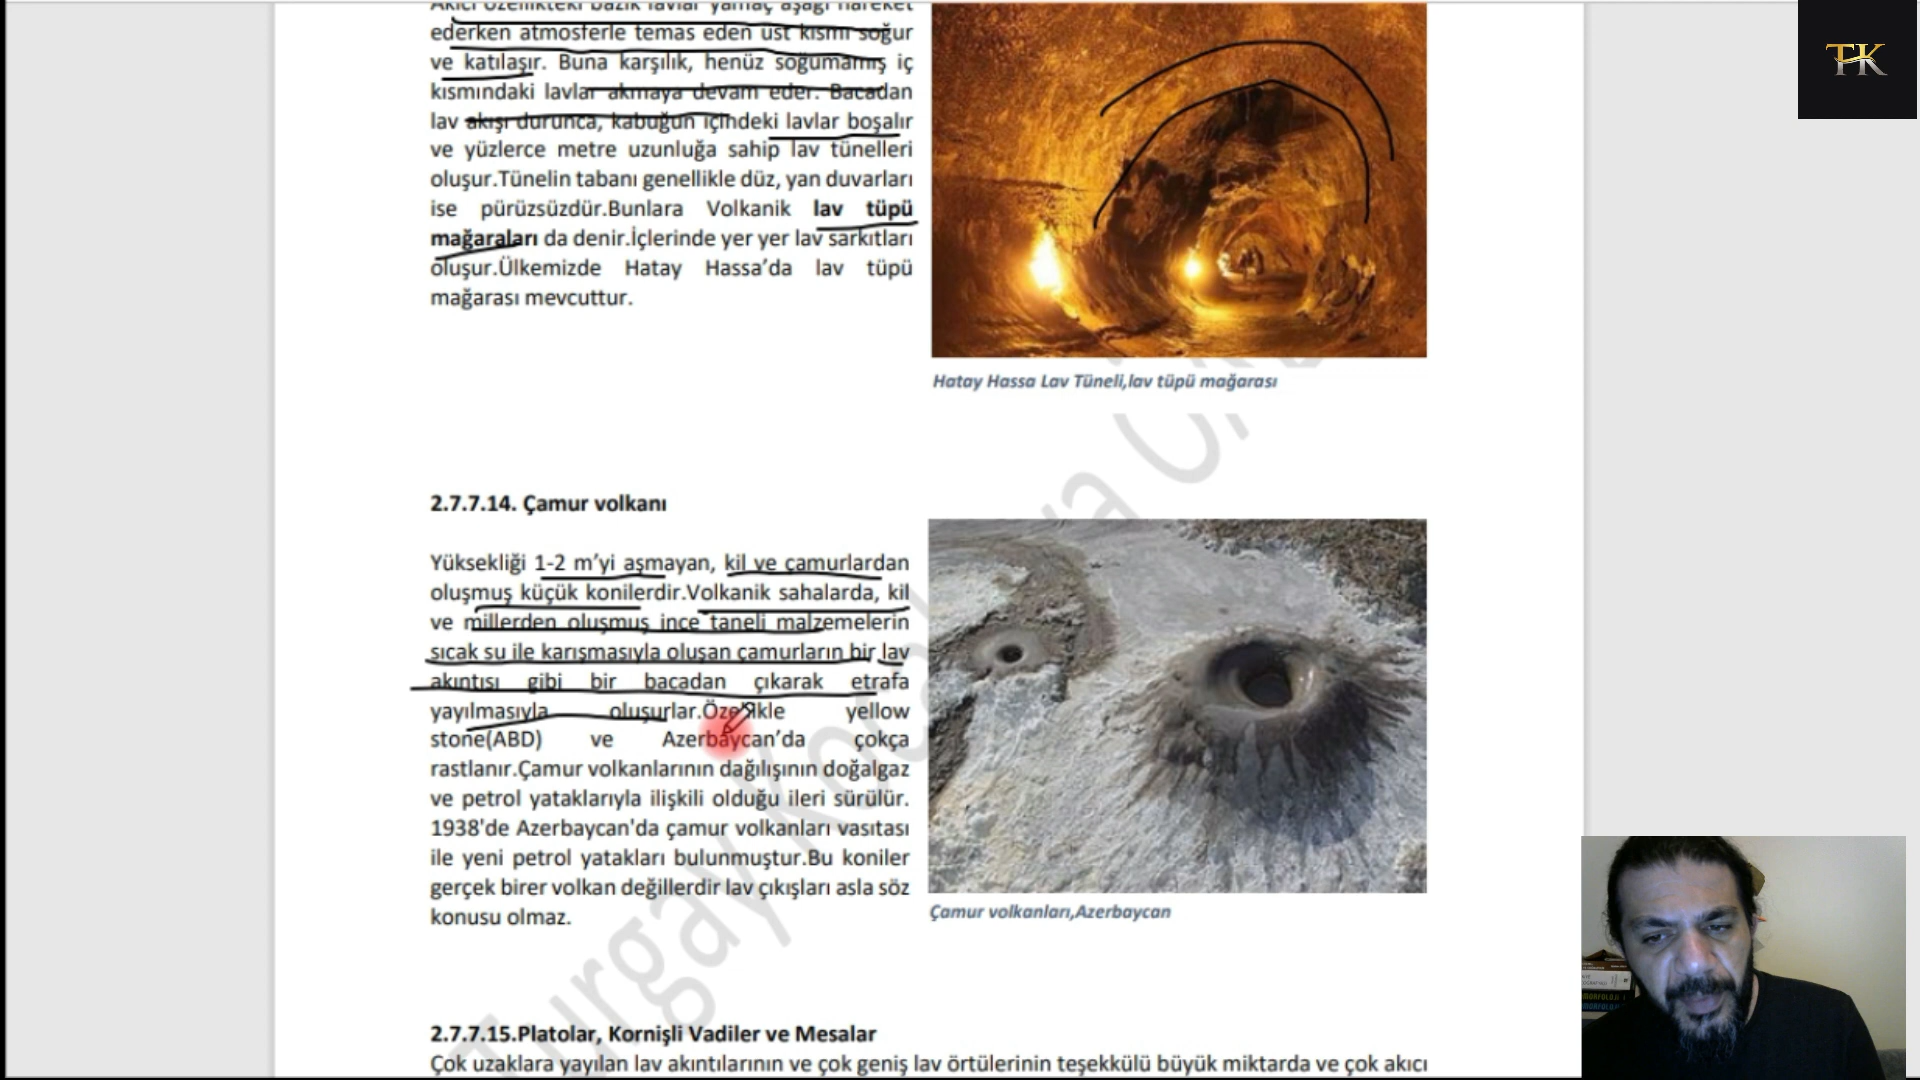 Akıcı özellikteki bazik lavlar yamaç aşağı hareket
ederken atmosferle temas eden üst kısmı soğur
ve katılaşır. Buna karşılık, henüz soğumamış iç
kısmındaki lavlar akmaya devam eder. Bacadan
lav akışı durunca, kabuğun içindeki lavlar boşalır
ve yüzlerce metre uzunluğa sahip lav tünelleri
oluşur.Tünelin tabanı genellikle düz, yan duvarları
ise pürüzsüzdür.Bunlara Volkanik lav tüpü
mağaraları da denir.İçlerinde yer yer lav sarkıtları
oluşur.Ülkemizde Hatay Hassa’da lav tüpü
mağarası mevcuttur.
Hatay Hassa Lav Tüneli,lav tüpü mağarası
TK
2.7.7.14. Çamur volkanı
Yüksekliği 1-2 m’yi aşmayan, kil ve çamurlardan
oluşmuş küçük konilerdir.Volkanik sahalarda, kil
ve millerden oluşmuş ince taneli malzemelerin
sıcak su ile karışmasıyla oluşan çamurların bir lav
akıntısı gibi bir bacadan çıkarak etrafa
yayılmasıyla oluşurlar.Özellikle yellow
stone(ABD) ve Azerbaycan’da çokça
rastlanır.Çamur volkanlarının dağılışının doğalgaz
ve petrol yataklarıyla ilişkili olduğu ileri sürülür.
1938'de Azerbaycan'da çamur volkanları vasıtası
ile yeni petrol yatakları bulunmuştur.Bu koniler
gerçek birer volkan değillerdir lav çıkışları asla söz
konusu olmaz.
Çamur volkanları,Azerbaycan
2.7.7.15.Platolar, Kornişli Vadiler ve Mesalar
Çok uzaklara yayılan lav akıntılarının ve çok geniş lav örtülerinin teşekkülü büyük miktarda ve çok akıcı
Turgay Koca